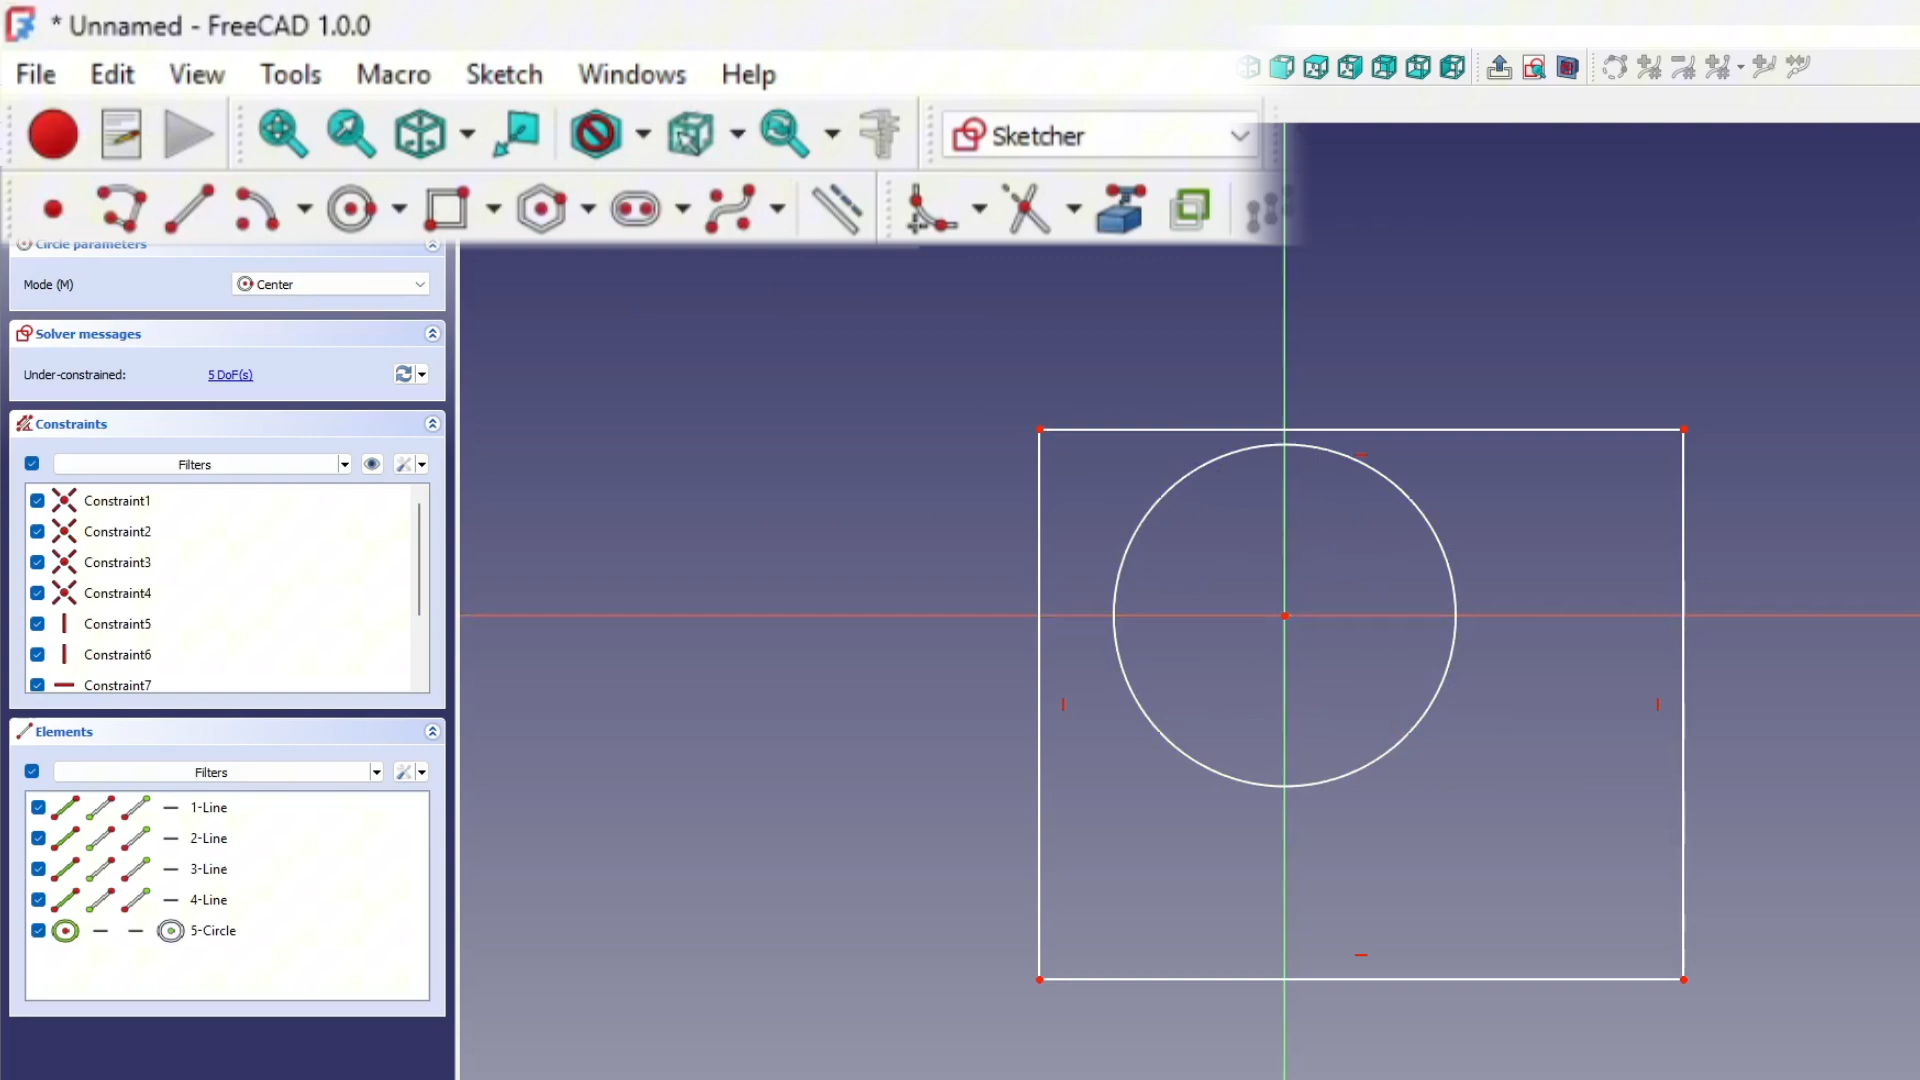 * Unnamed - FreeCAD 1.0.0
File Edit View Tools Macro Sketch Windows Help
Sketcher
Circle parameters
Mode (M) Center
Solver messages
Under-constrained: 5 DoF(s)
Constraints
Filters
Constraint1
Constraint2
Constraint3
Constraint4
Constraint5
Constraint6
Constraint7
Elements
Filters
1-Line
2-Line
3-Line
4-Line
5-Circle